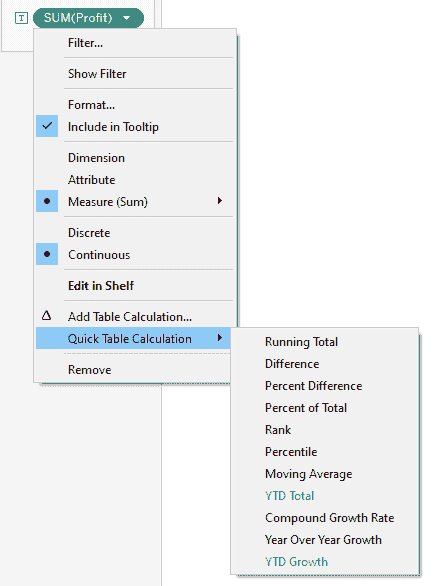 T SUM(Profit)
Filter...
Show Filter
Format...
Include in Tooltip
Dimension
Attribute
Measure (Sum)
Discrete
Continuous
Edit in Shelf
Add Table Calculation...
Quick Table Calculation
Remove
Running Total
Difference
Percent Difference
Percent of Total
Rank
Percentile
Moving Average
YTD Total
Compound Growth Rate
Year Over Year Growth
YTD Growth